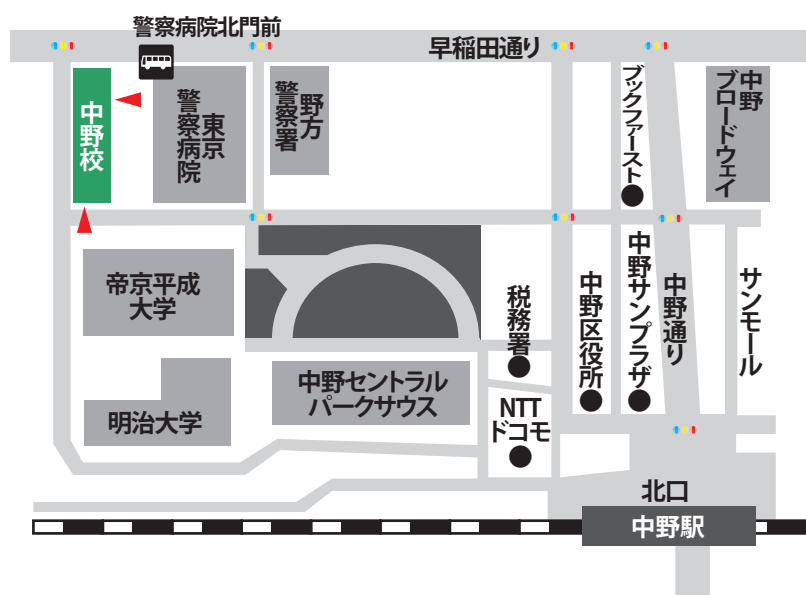 警察病院北門前
早稲田通り
中野校
東京
警察病院
野方
警察署
ブックファースト
中野
ブロードウェイ
帝京平成
大学
税務署
中野区役所
中野サンプラザ
中野通り
サンモール
明治大学
中野セントラル
パークサウス
NTT
ドコモ
北口
中野駅